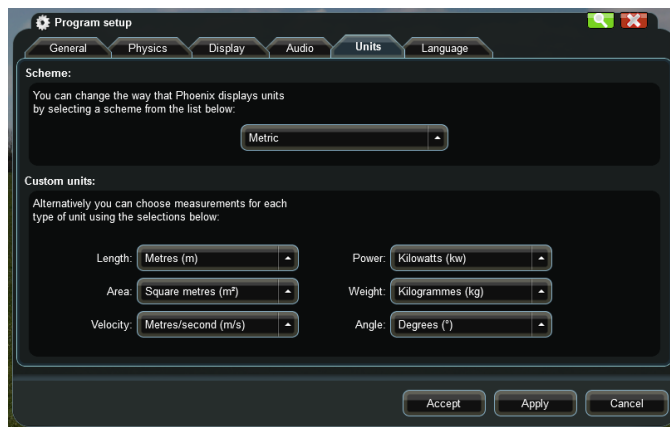 Program setup
General Physics Display Audio Units Language
Scheme:
You can change the way that Phoenix displays units
by selecting a scheme from the list below:
Metric
Custom units:
Alternatively you can choose measurements for each
type of unit using the selections below:
Length: Metres (m) Power: Kilowatts (kw)
Area: Square metres (m²) Weight: Kilogrammes (kg)
Velocity: Metres/second (m/s) Angle: Degrees (°)
Accept Apply Cancel